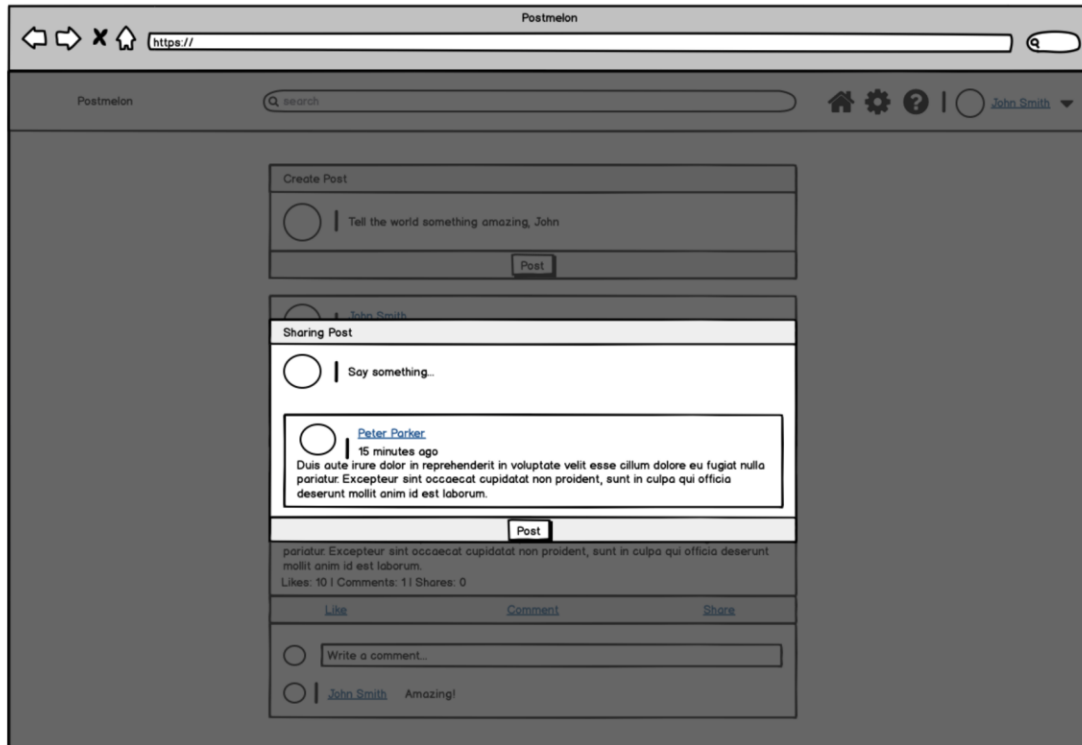 Postmelon
https://
Postmelon
search
John Smith
Create Post
Tell the world something amazing, John
Post
John Smith
Sharing Post
Say something...
Peter Parker
15 minutes ago
Duis aute irure dolor in reprehenderit in voluptate velit esse cillum dolore eu fugiat nulla
pariatur. Excepteur sint occaecat cupidatat non proident, sunt in culpa qui officia
deserunt mollit anim id est laborum.
Post
pariatur. Excepteur sint occaecat cupidatat non proident, sunt in culpa qui officia deserunt
mollit anim id est laborum.
Likes: 10 | Comments: 1 | Shares: 0
Like Comment Share
Write a comment...
John Smith Amazing!